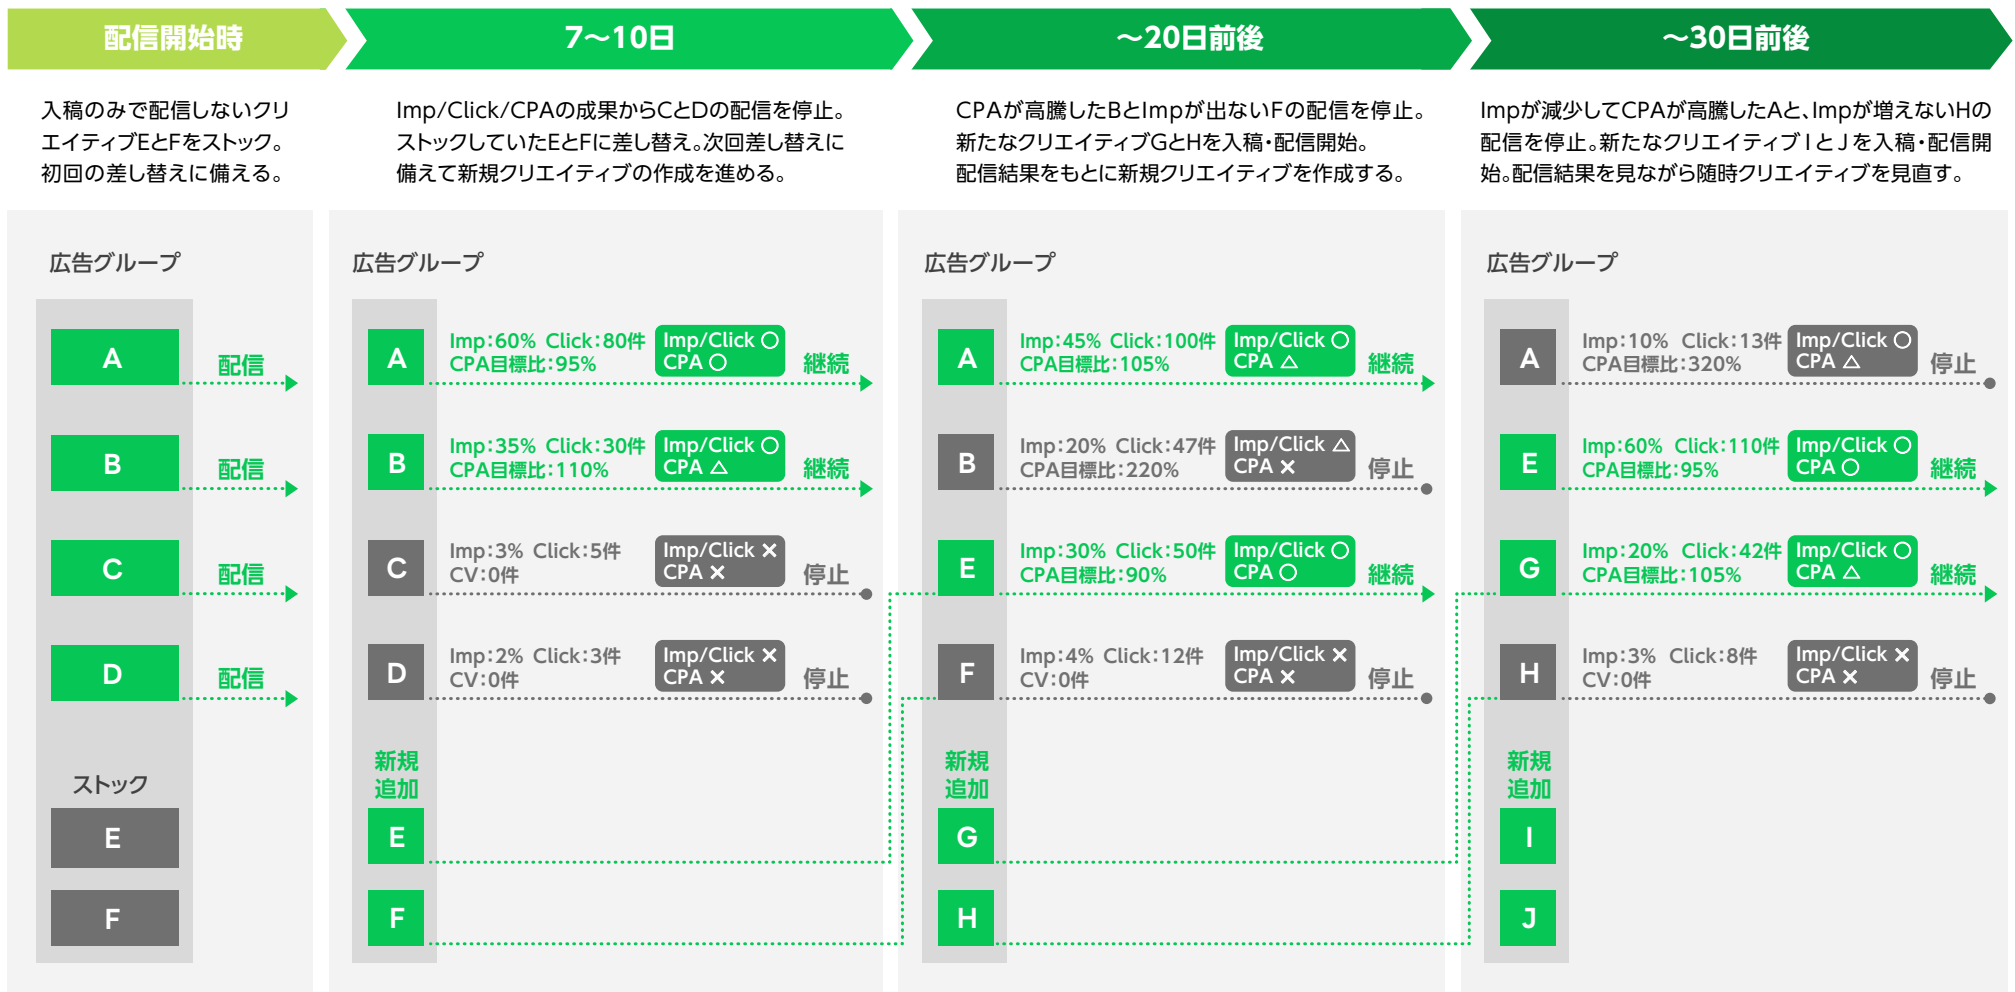 配信開始時
7〜10日
〜20日前後
〜30日前後
入稿のみで配信しないクリ
エイティブEとFをストック。
初回の差し替えに備える。
Imp/Click/CPAの成果からCとDの配信を停止。
ストックしていたEとFに差し替え。次回差し替えに
備えて新規クリエイティブの作成を進める。
CPAが高騰したBとImpが出ないFの配信を停止。
新たなクリエイティブGとHを入稿・配信開始。
配信結果をもとに新規クリエイティブを作成する。
Impが減少してCPAが高騰したAと、Impが増えないHの
配信を停止。新たなクリエイティブIとJを入稿・配信開
始。配信結果を見ながら随時クリエイティブを見直す。
広告グループ
A
配信
B
配信
C
配信
D
配信
ストック
E
F
広告グループ
A
Imp:60% Click:80件
CPA目標比:95%
Imp/Click ○
CPA ○
継続
B
Imp:35% Click:30件
CPA目標比:110%
Imp/Click ○
CPA △
継続
C
Imp:3% Click:5件
CV:0件
Imp/Click ×
CPA ×
停止
D
Imp:2% Click:3件
CV:0件
Imp/Click ×
CPA ×
停止
新規
追加
E
F
広告グループ
A
Imp:45% Click:100件
CPA目標比:105%
Imp/Click ○
CPA △
継続
B
Imp:20% Click:47件
CPA目標比:220%
Imp/Click △
CPA ×
停止
E
Imp:30% Click:50件
CPA目標比:90%
Imp/Click ○
CPA ○
継続
F
Imp:4% Click:12件
CV:0件
Imp/Click ×
CPA ×
停止
新規
追加
G
H
広告グループ
A
Imp:10% Click:13件
CPA目標比:320%
Imp/Click ○
CPA △
停止
E
Imp:60% Click:110件
CPA目標比:95%
Imp/Click ○
CPA ○
継続
G
Imp:20% Click:42件
CPA目標比:105%
Imp/Click ○
CPA △
継続
H
Imp:3% Click:8件
CV:0件
Imp/Click ×
CPA ×
停止
新規
追加
I
J